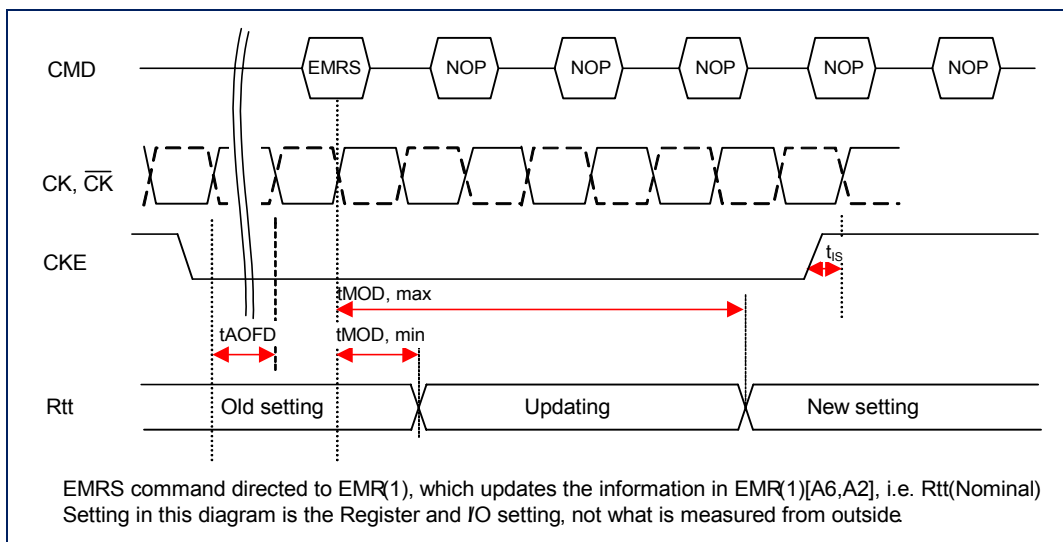 CMD EMRS NOP NOP NOP NOP NOP
CK, CK
CKE tIS
tMOD, max
tAOFD tMOD, min
Rtt Old setting Updating New setting
EMRS command directed to EMR(1), which updates the information in EMR(1)[A6,A2], i.e. Rtt(Nominal)
Setting in this diagram is the Register and I/O setting, not what is measured from outside.